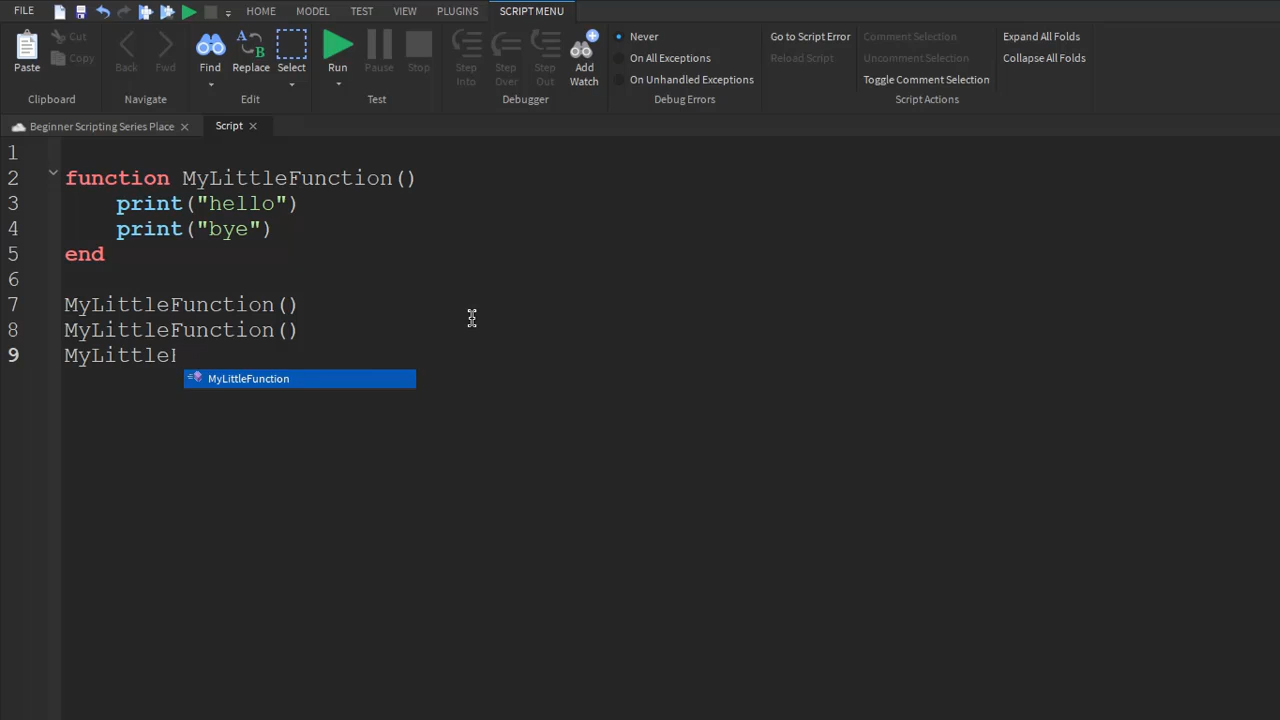 FILE HOME MODEL TEST VIEW PLUGINS SCRIPT MENU
Cut Never Go to Script Error Comment Selection Expand All Folds
Copy On All Exceptions Reload Script Uncomment Selection Collapse All Folds
Paste Back Fwd Find Replace Select Run Pause Stop Step Into Step Over Step Out Add Watch On Unhandled Exceptions Toggle Comment Selection
Clipboard Navigate Edit Test Debugger Debug Errors Script Actions
Beginner Scripting Series Place Script
1
2 function MyLittleFunction()
3 print("hello")
4 print("bye")
5 end
6
7 MyLittleFunction()
8 MyLittleFunction()
9 MyLittleF
MyLittleFunction